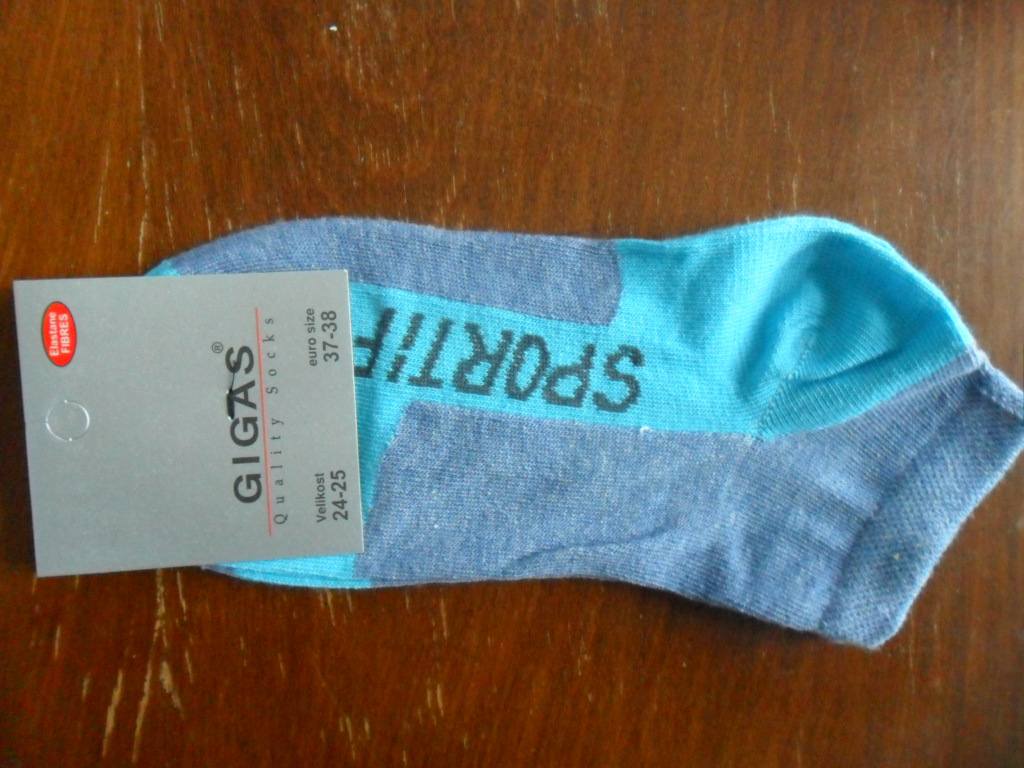 Elastane
FIBRES
GIGAS®
Quality Socks
Velikost
24-25
euro size
37-38
SPORTIF